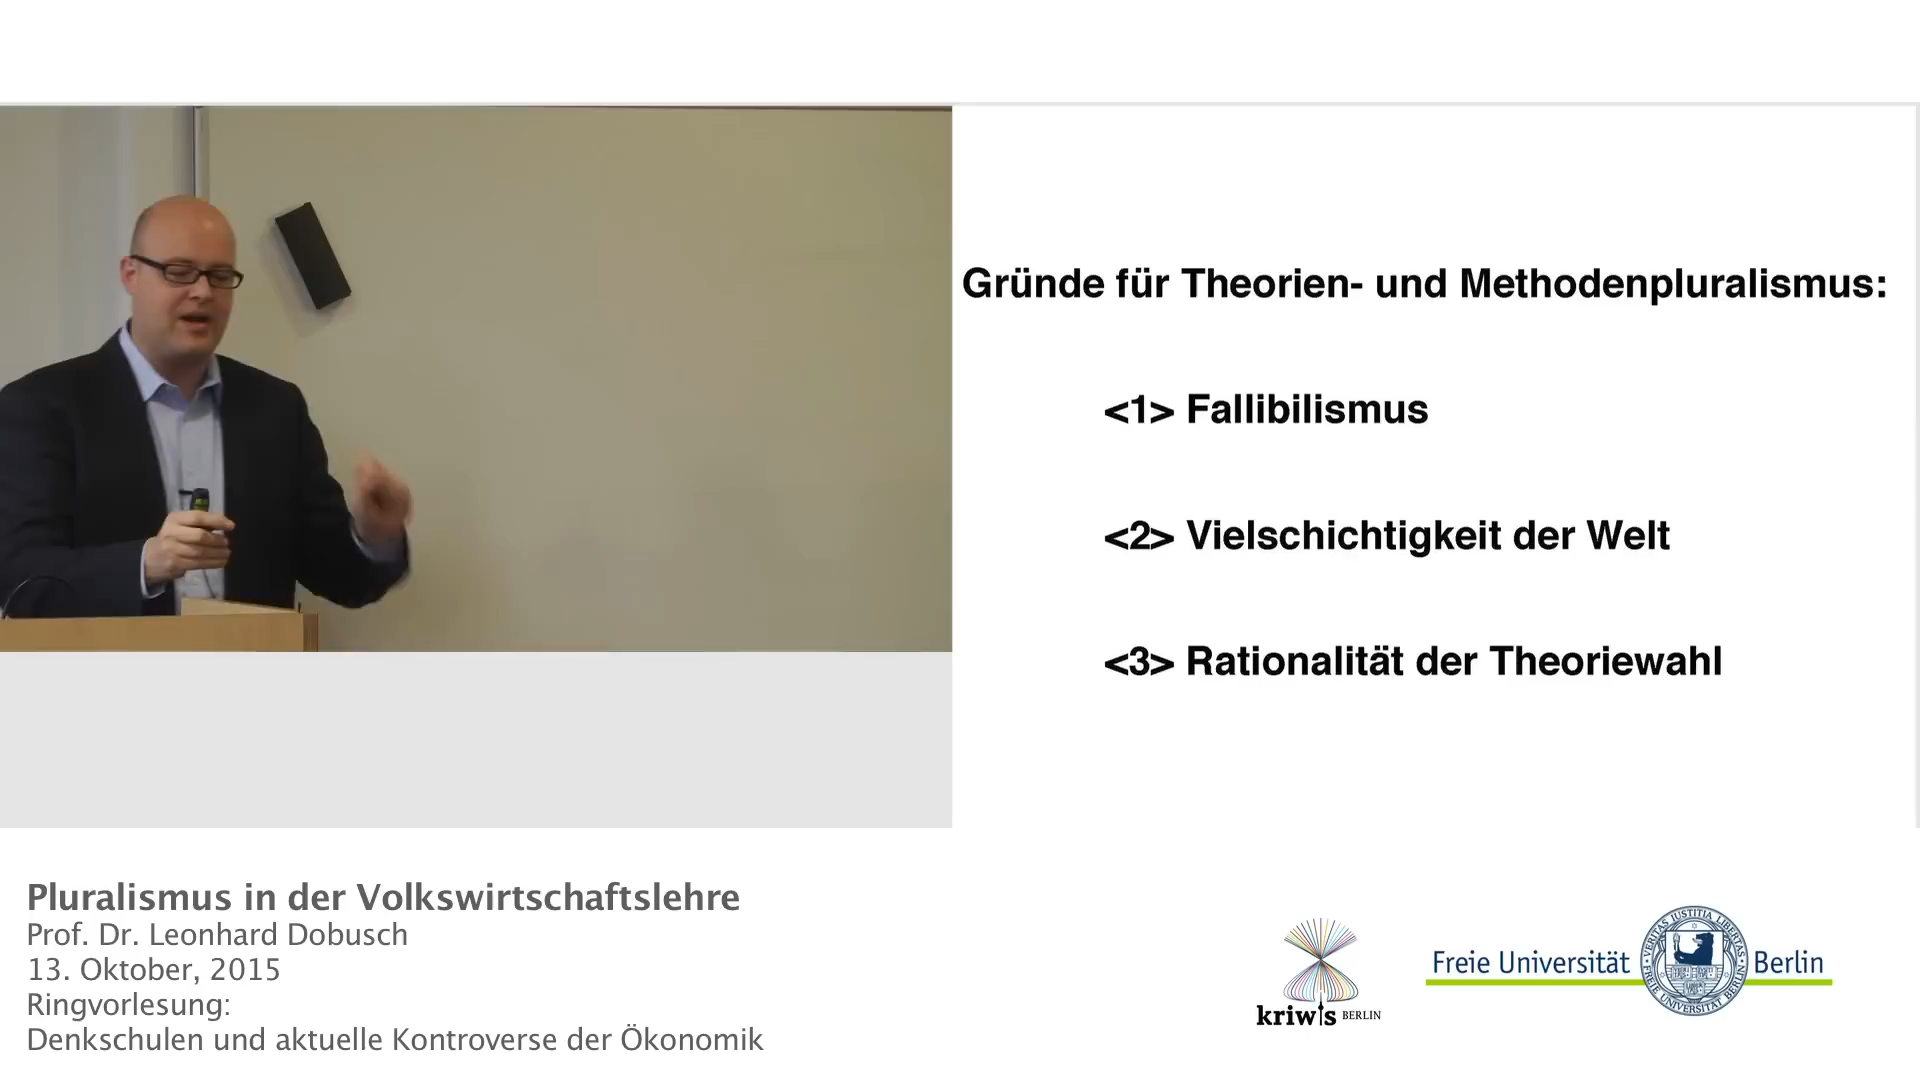 Gründe für Theorien- und Methodenpluralismus:
<1> Fallibilismus
<2> Vielschichtigkeit der Welt
<3> Rationalität der Theoriewahl
Pluralismus in der Volkswirtschaftslehre
Prof. Dr. Leonhard Dobusch
13. Oktober, 2015
Ringvorlesung:
Denkschulen und aktuelle Kontroverse der Ökonomik
kriwis BERLIN
Freie Universität Berlin